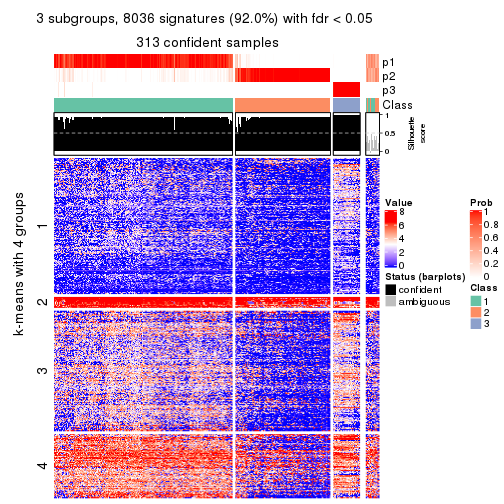 3 subgroups, 8036 signatures (92.0%) with fdr < 0.05
313 confident samples
p1
p2
p3
Class
1
0.5
0
Silhouette
score
k-means with 4 groups
1
2
3
4
Value
8
6
4
2
0
Status (barplots)
confident
ambiguous
Prob
1
0.8
0.6
0.4
0.2
0
Class
1
2
3